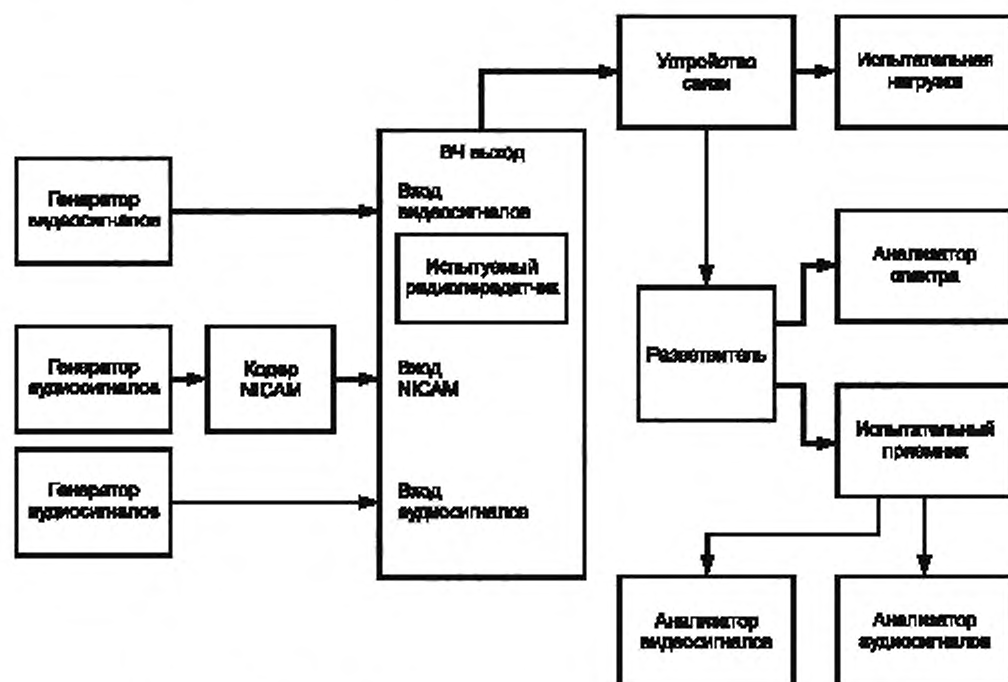 Устройство
связи
Испытательная
нагрузка
ВЧ выход
Генератор
видеосигналов
Вход
видеосигналов
Испытуемый
радиопередатчик
Анализатор
спектра
Разветвитель
Генератор
аудиосигналов
Кодер
NICAM
Вход
NICAM
Испытательный
приемник
Генератор
аудиосигналов
Вход
аудиосигналов
Анализатор
видеосигналов
Анализатор
аудиосигналов